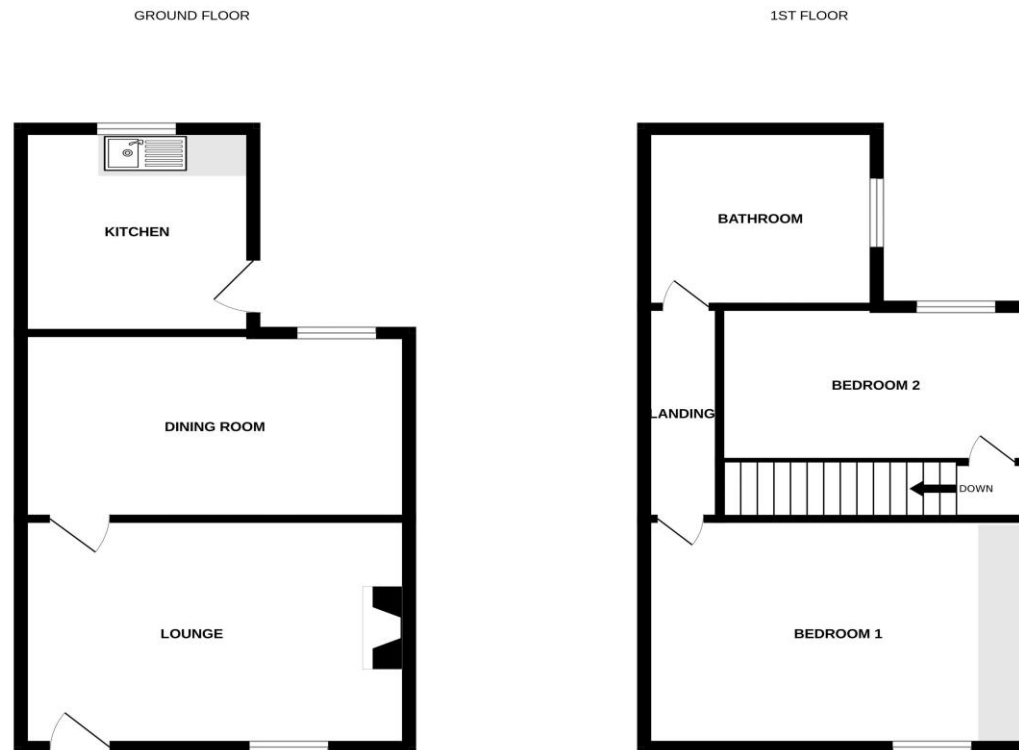 GROUND FLOOR
1ST FLOOR
KITCHEN
DINING ROOM
LOUNGE
BATHROOM
LANDING
BEDROOM 2
DOWN
BEDROOM 1